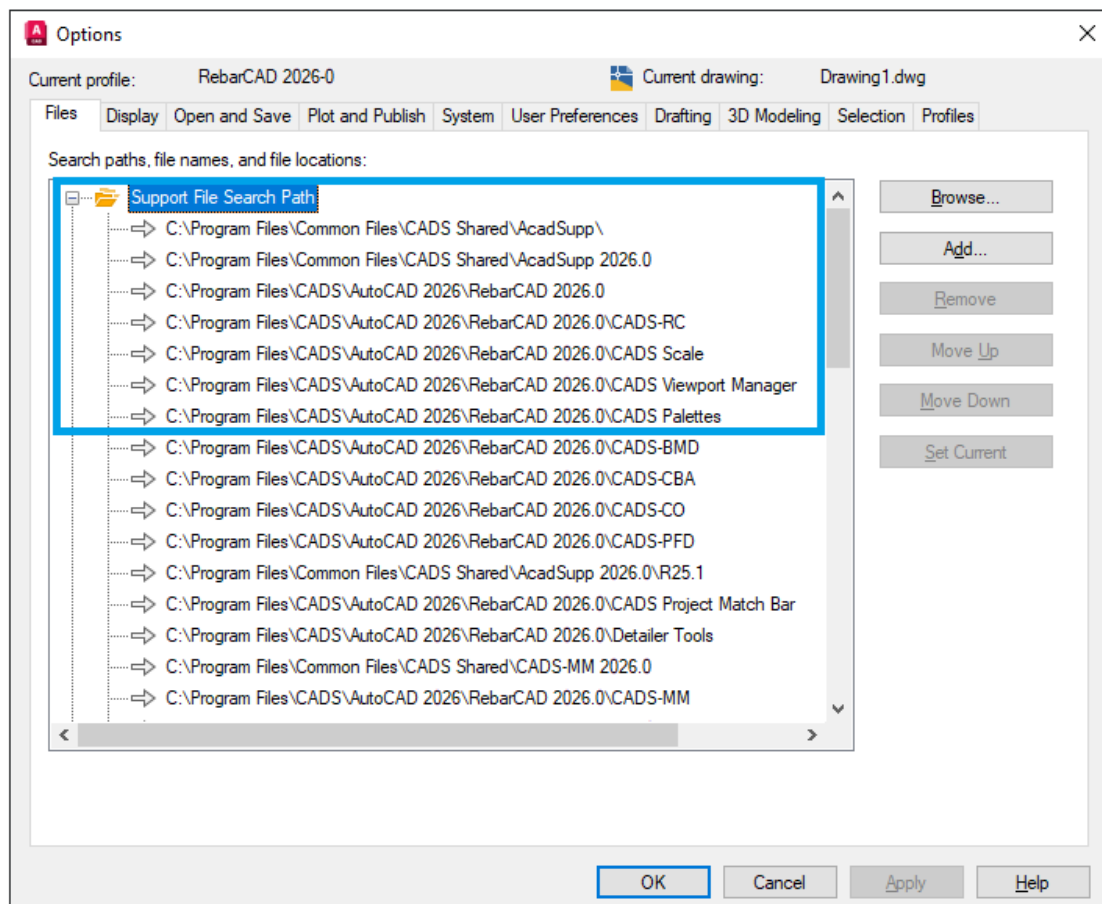 A
CAD
Options
Current profile: RebarCAD 2026-0 Current drawing: Drawing1.dwg
Files Display Open and Save Plot and Publish System User Preferences Drafting 3D Modeling Selection Profiles
Search paths, file names, and file locations:
Support File Search Path
C:\Program Files\Common Files\CADS Shared\AcadSupp\
C:\Program Files\Common Files\CADS Shared\AcadSupp 2026.0
C:\Program Files\CADS\AutoCAD 2026\RebarCAD 2026.0
C:\Program Files\CADS\AutoCAD 2026\RebarCAD 2026.0\CADS-RC
C:\Program Files\CADS\AutoCAD 2026\RebarCAD 2026.0\CADS Scale
C:\Program Files\CADS\AutoCAD 2026\RebarCAD 2026.0\CADS Viewport Manager
C:\Program Files\CADS\AutoCAD 2026\RebarCAD 2026.0\CADS Palettes
C:\Program Files\CADS\AutoCAD 2026\RebarCAD 2026.0\CADS-BMD
C:\Program Files\CADS\AutoCAD 2026\RebarCAD 2026.0\CADS-CBA
C:\Program Files\CADS\AutoCAD 2026\RebarCAD 2026.0\CADS-CO
C:\Program Files\CADS\AutoCAD 2026\RebarCAD 2026.0\CADS-PFD
C:\Program Files\Common Files\CADS Shared\AcadSupp 2026.0\R25.1
C:\Program Files\CADS\AutoCAD 2026\RebarCAD 2026.0\CADS Project Match Bar
C:\Program Files\CADS\AutoCAD 2026\RebarCAD 2026.0\Detailer Tools
C:\Program Files\Common Files\CADS Shared\CADS-MM 2026.0
C:\Program Files\CADS\AutoCAD 2026\RebarCAD 2026.0\CADS-MM
Browse...
Add...
Remove
Move Up
Move Down
Set Current
OK Cancel Apply Help